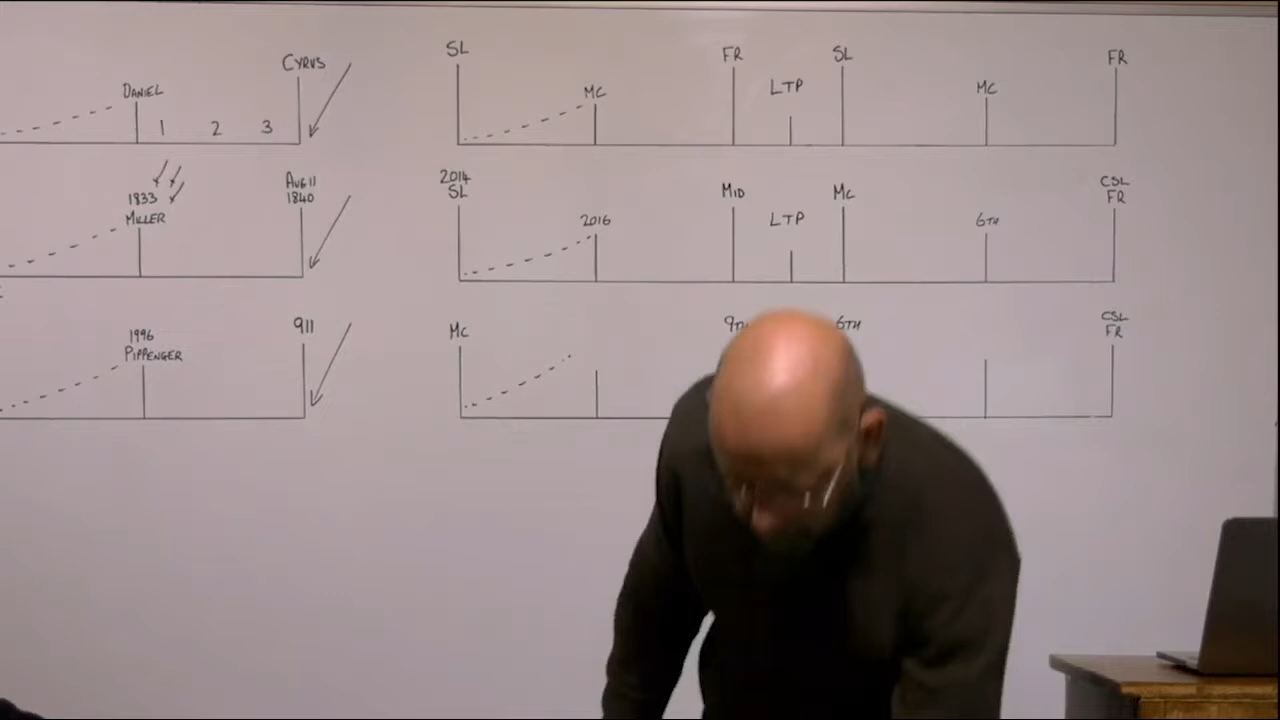 CYRUS
DANIEL
1 2 3
SL
MC
FR
LTP
SL
MC
FR
1833
MILLER
AUG 11
1840
2014
SL
2016
MID
LTP
MC
6TH
CSL
FR
1996
PIPPENGER
911
MC
6TH
CSL
FR